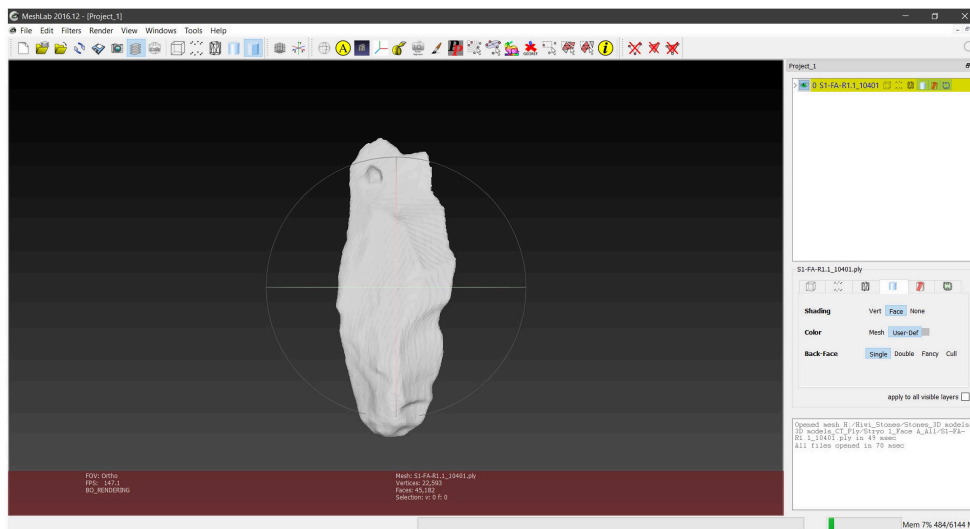 MeshLab 2016.12 - [Project_1]
File Edit Filters Render View Windows Tools Help
Project_1
0 S1-FA-R1.1_10401
S1-FA-R1.1_10401.ply
Shading Vert Face None
Color Mesh User-Def
Back-Face Single Double Fancy Cull
apply to all visible layers
Opened mesh H:/Hivi_Stones/Stones_3D models/
3D models_CT_Ply/Stryo 1_Face A_All/S1-FA-
R1.1_10401.ply in 49 msec
All files opened in 70 msec
FOV: Ortho
FPS: 147.1
BO_RENDERING
Mesh: S1-FA-R1.1_10401.ply
Vertices: 22,593
Faces: 45,182
Selection: v: 0 f: 0
Mem 7% 484/6144 M